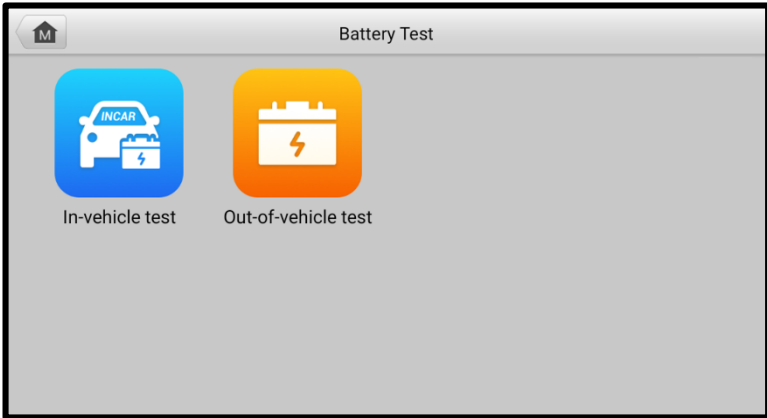 M
Battery Test
INCAR
In-vehicle test
Out-of-vehicle test